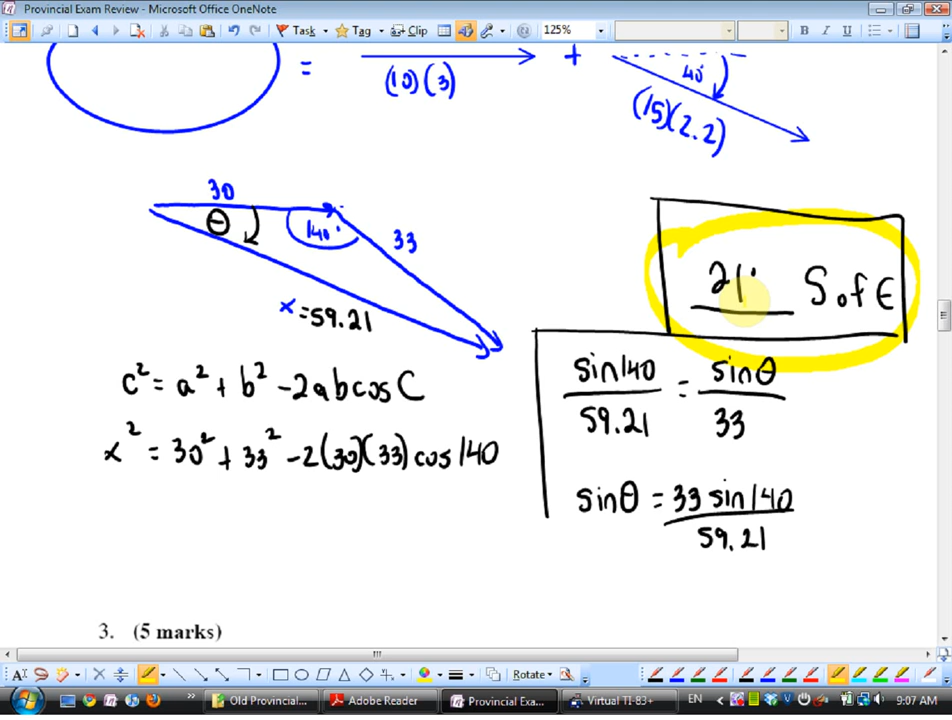 Provincial Exam Review - Microsoft Office OneNote
Task Tag Clip 125% B I U
40°
= (10)(3) + (15)(2.2)
30
θ 140° 33
x = 59.21
21° S of E
c² = a² + b² - 2abcosC
x² = 30² + 33² - 2(30)(33) cos 140
sin140 / 59.21 = sinθ / 33
sinθ = 33 sin140 / 59.21
3. (5 marks)
Rotate
Old Provincial... Adobe Reader Provincial Exa... Virtual TI-83+ EN 9:07 AM